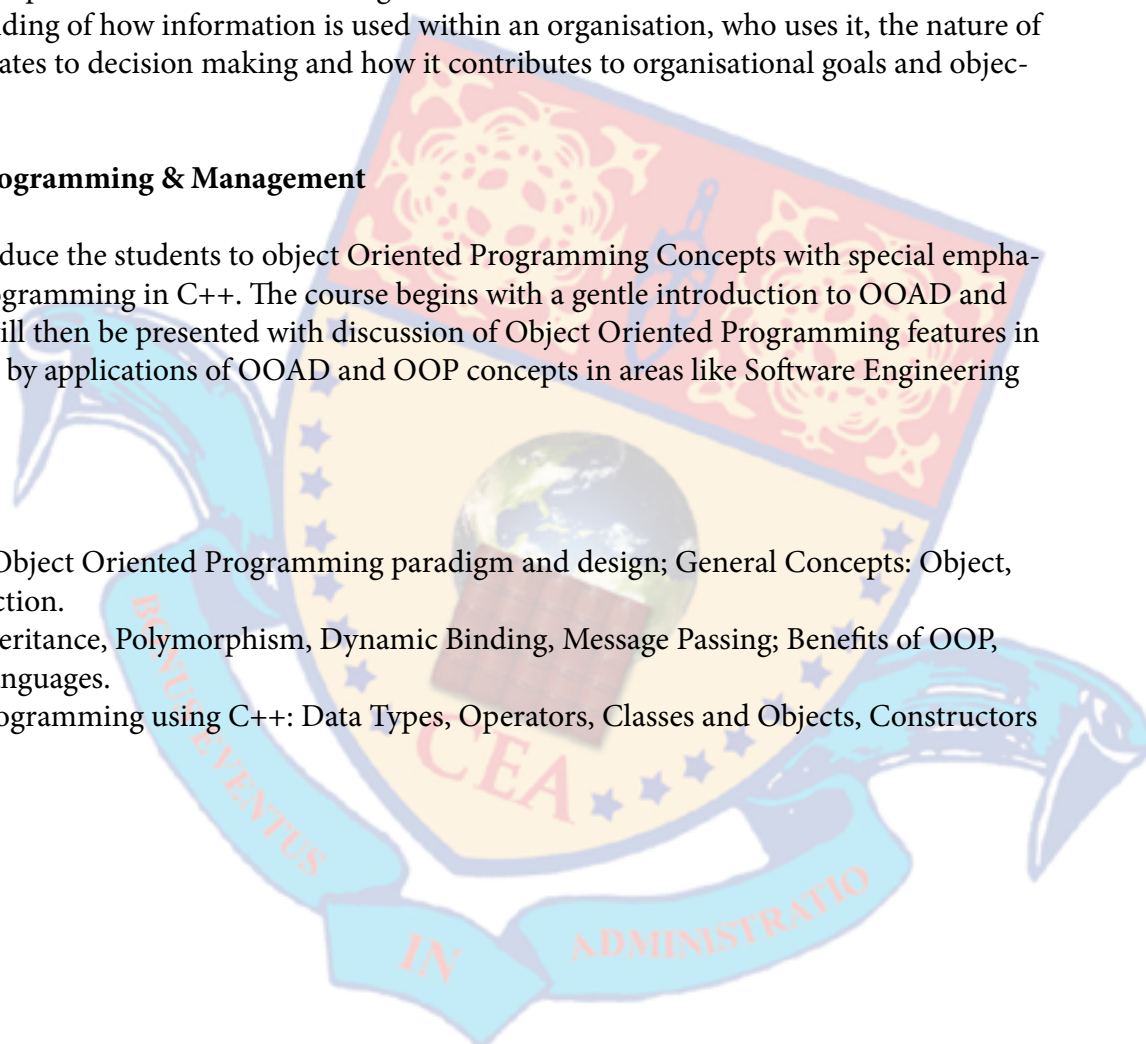 ding of how information is used within an organisation, who uses it, the nature of
ates to decision making and how it contributes to organisational goals and objec-
ogramming & Management
duce the students to object Oriented Programming Concepts with special empha-
ogramming in C++. The course begins with a gentle introduction to OOAD and
ill then be presented with discussion of Object Oriented Programming features in
by applications of OOAD and OOP concepts in areas like Software Engineering
Object Oriented Programming paradigm and design; General Concepts: Object,
ction.
eritance, Polymorphism, Dynamic Binding, Message Passing; Benefits of OOP,
nguages.
ogramming using C++: Data Types, Operators, Classes and Objects, Constructors
CEA
BONUS EVENTUS
IN
ADMINISTRATIO